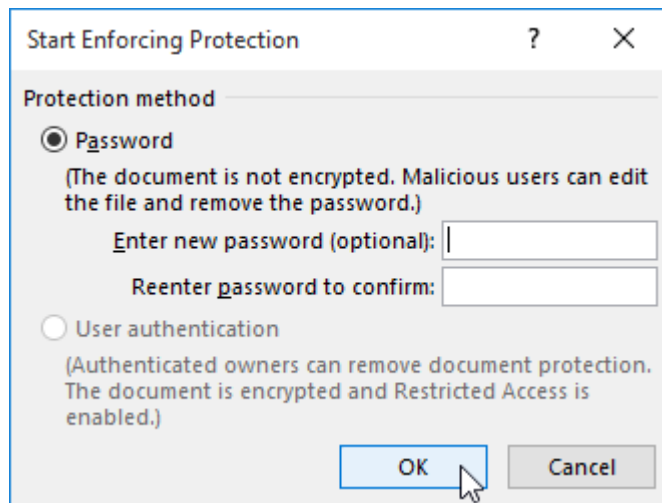 Start Enforcing Protection
Protection method
Password
(The document is not encrypted. Malicious users can edit
the file and remove the password.)
Enter new password (optional):
Reenter password to confirm:
User authentication
(Authenticated owners can remove document protection.
The document is encrypted and Restricted Access is
enabled.)
OK Cancel